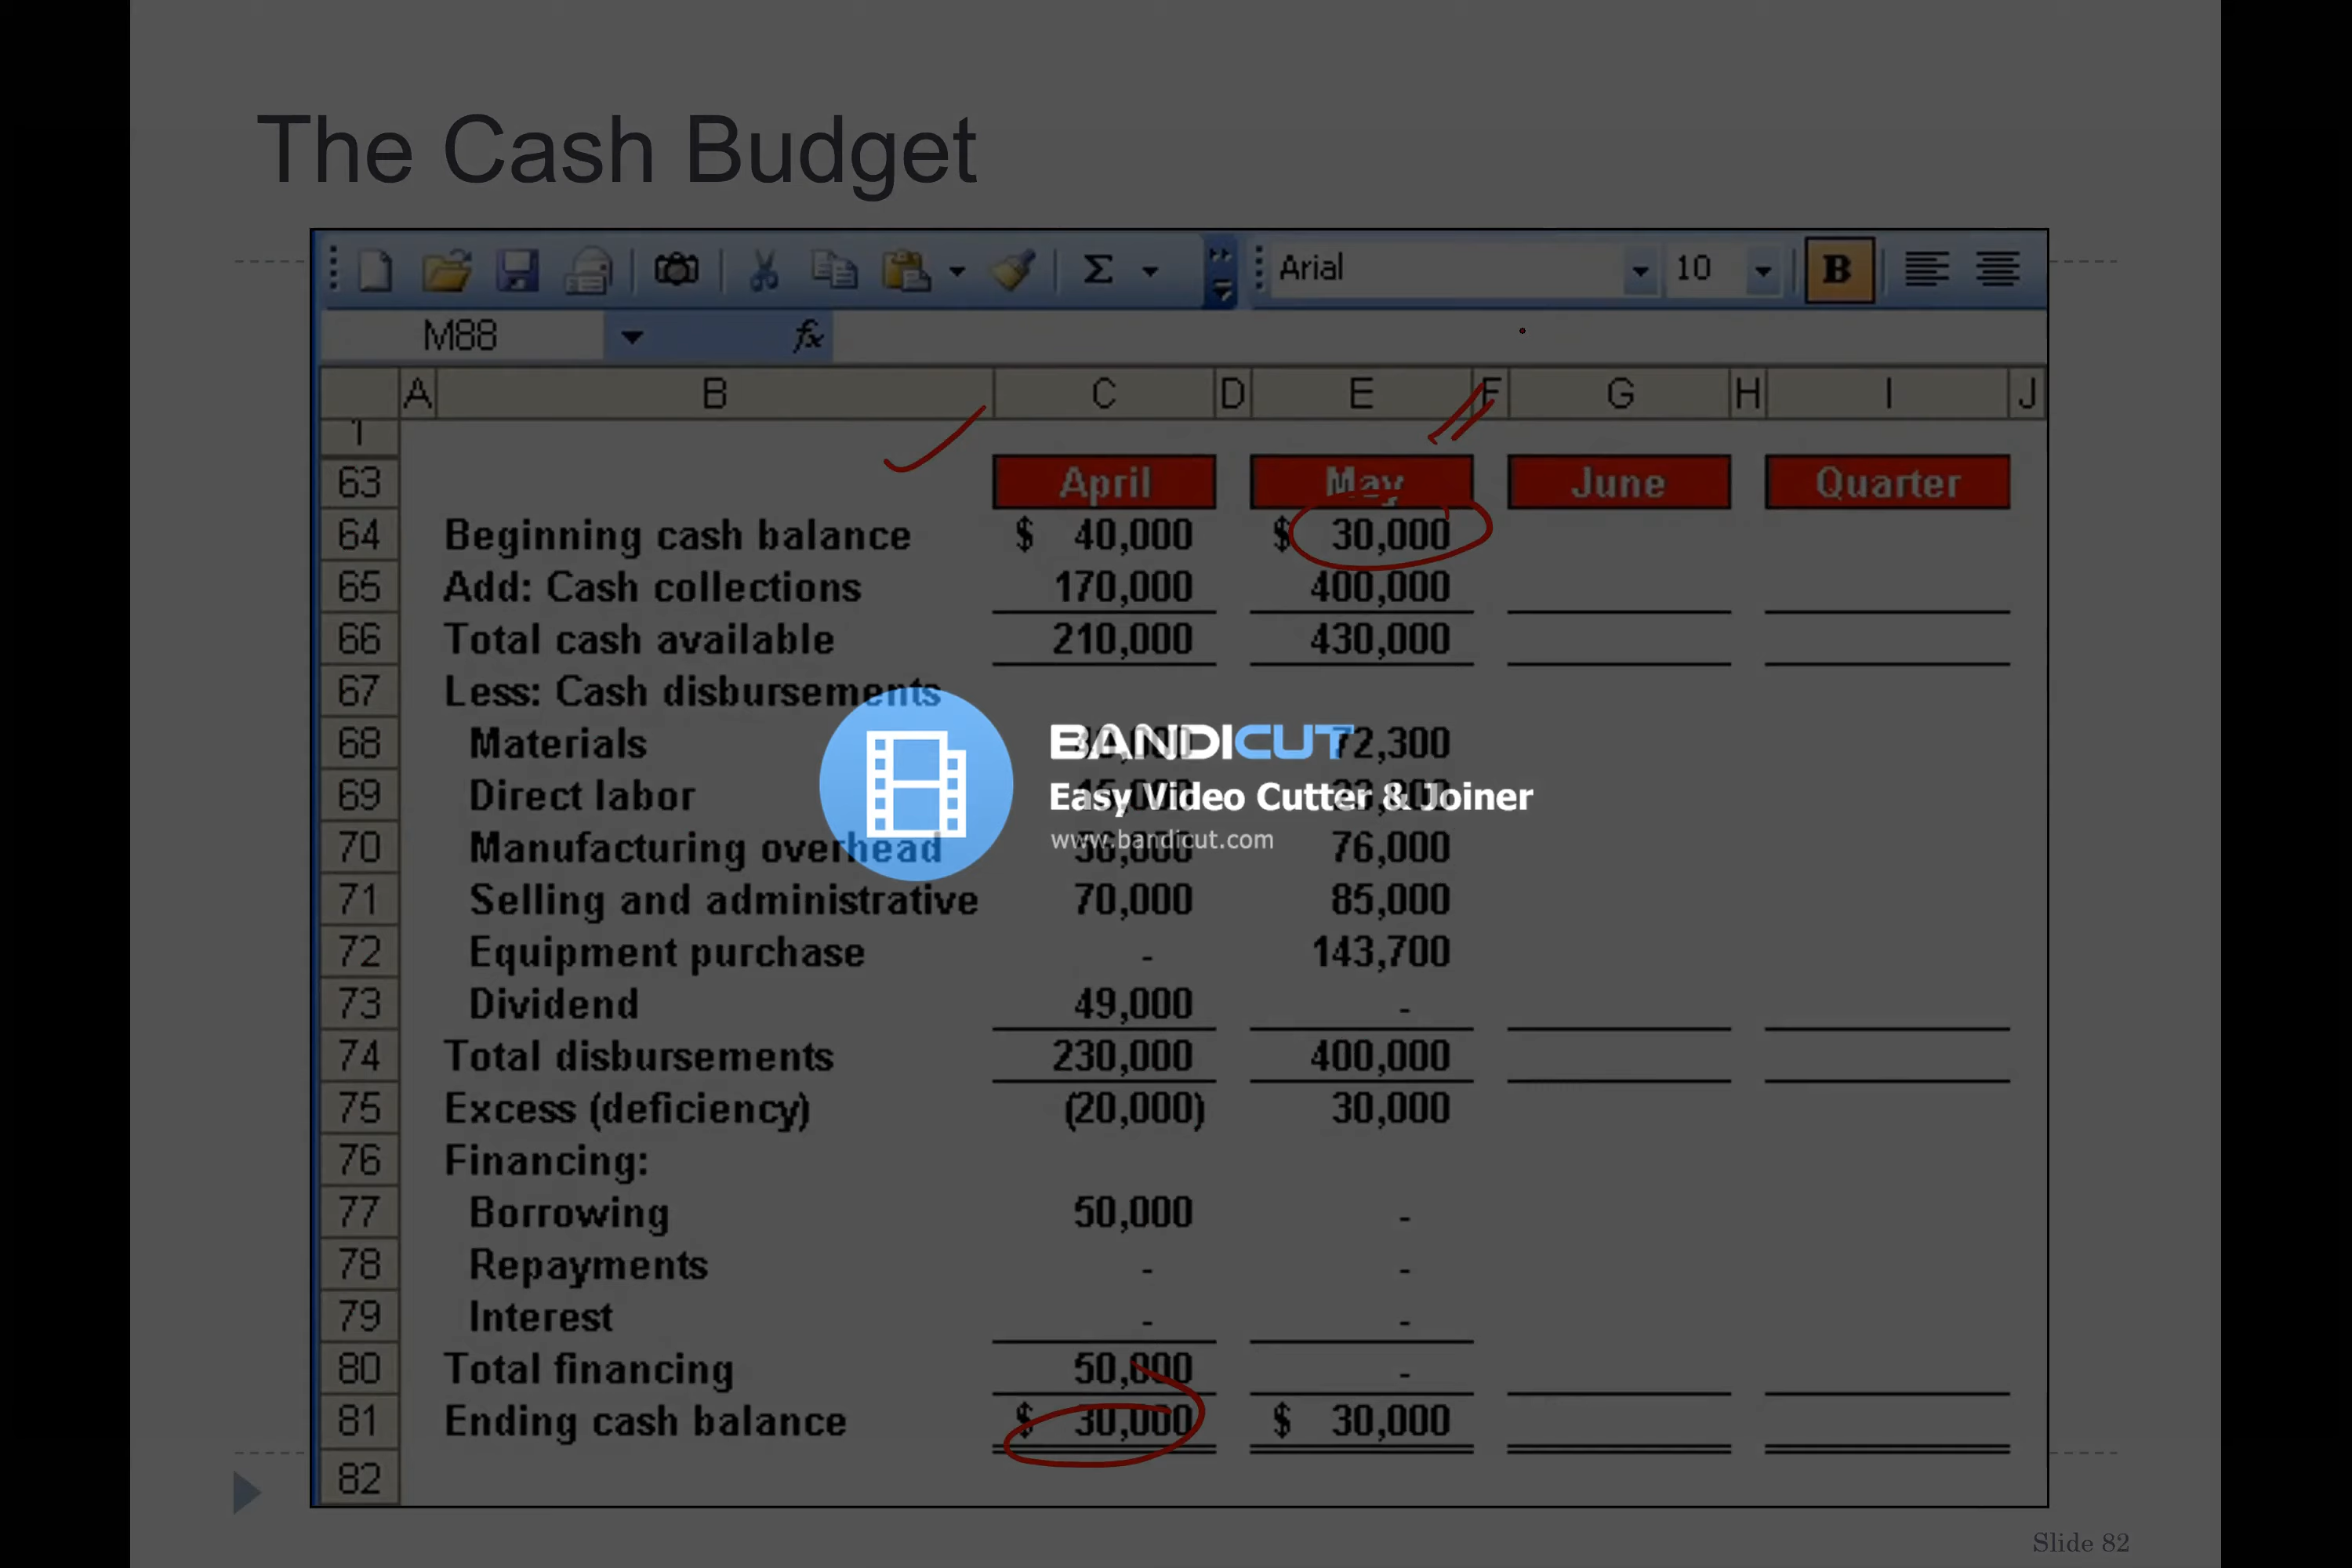 The Cash Budget
Arial 10 B
M88 fx
A B C D E F G H I J
1
63 April May June Quarter
64 Beginning cash balance $ 40,000 $ 30,000
65 Add: Cash collections 170,000 400,000
66 Total cash available 210,000 430,000
67 Less: Cash disbursements
68 Materials 72,300
69 Direct labor
70 Manufacturing overhead 76,000
71 Selling and administrative 70,000 85,000
72 Equipment purchase - 143,700
73 Dividend 49,000 -
74 Total disbursements 230,000 400,000
75 Excess (deficiency) (20,000) 30,000
76 Financing:
77 Borrowing 50,000 -
78 Repayments - -
79 Interest - -
80 Total financing 50,000 -
81 Ending cash balance $ 30,000 $ 30,000
82
BANDICUT
Easy Video Cutter & Joiner
www.bandicut.com
Slide 82